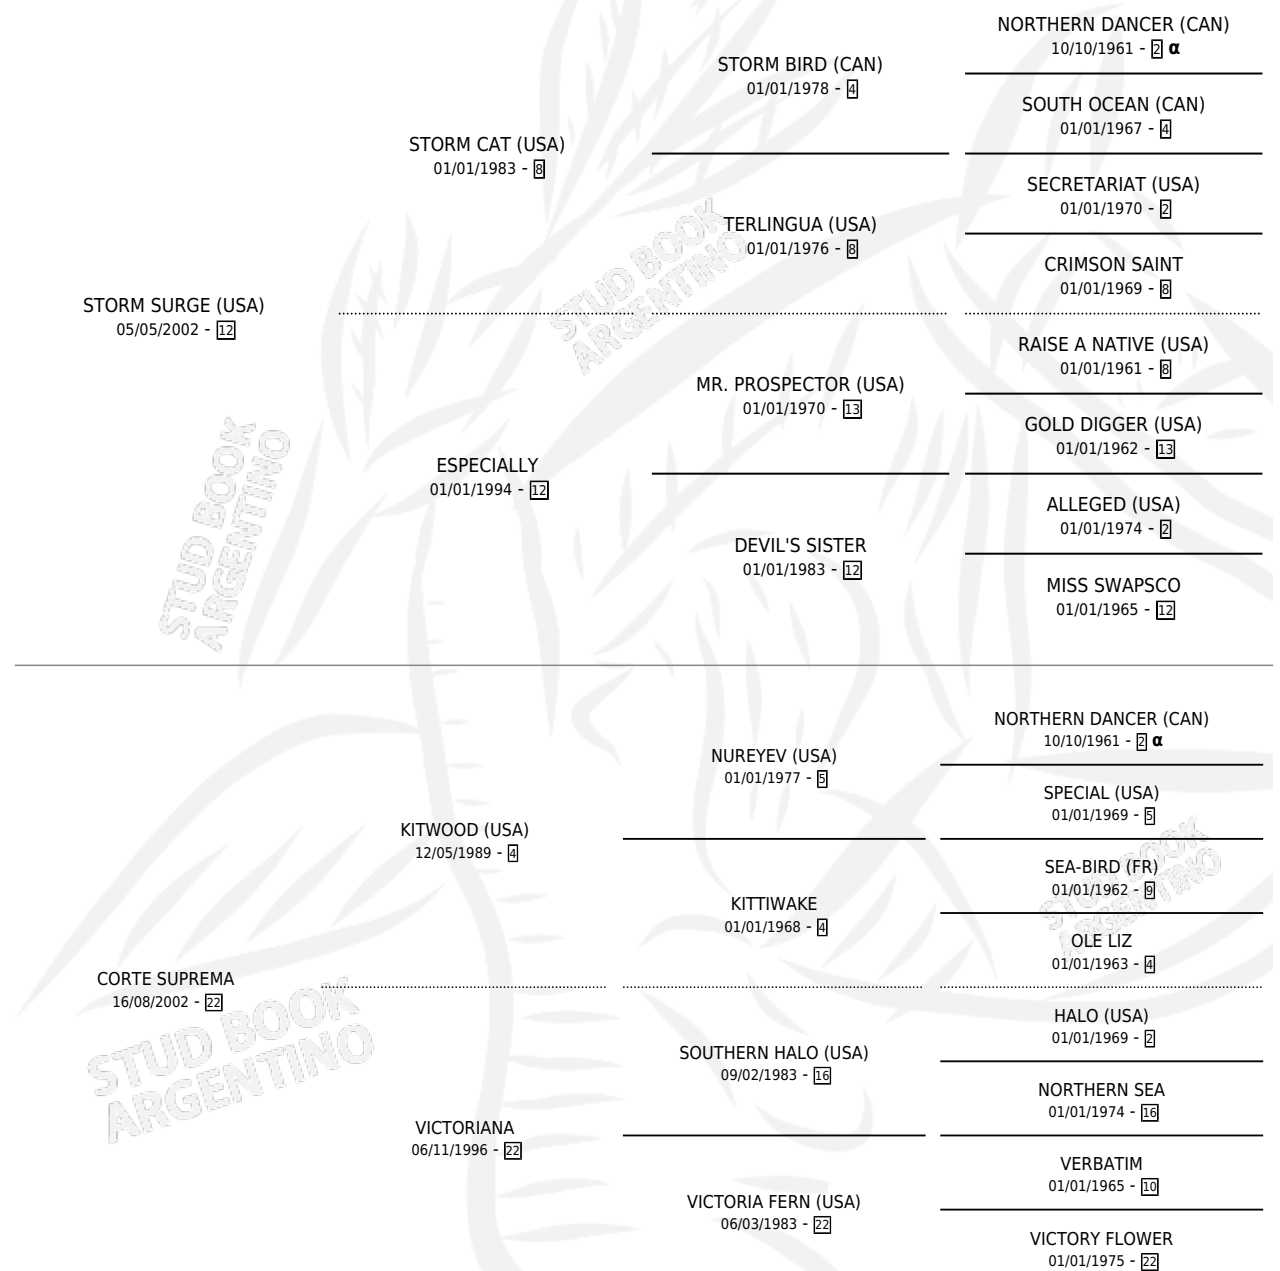 NORTHERN DANCER (CAN)
10/10/1961 - 2 α
STORM BIRD (CAN)
01/01/1978 - 4
SOUTH OCEAN (CAN)
01/01/1967 - 4
STORM CAT (USA)
01/01/1983 - 8
SECRETARIAT (USA)
01/01/1970 - 2
TERLINGUA (USA)
01/01/1976 - 8
CRIMSON SAINT
01/01/1969 - 8
STORM SURGE (USA)
05/05/2002 - 12
RAISE A NATIVE (USA)
01/01/1961 - 8
MR. PROSPECTOR (USA)
01/01/1970 - 13
GOLD DIGGER (USA)
01/01/1962 - 13
ESPECIALLY
01/01/1994 - 12
ALLEGED (USA)
01/01/1974 - 2
DEVIL'S SISTER
01/01/1983 - 12
MISS SWAPSCO
01/01/1965 - 12
NORTHERN DANCER (CAN)
10/10/1961 - 2 α
NUREYEV (USA)
01/01/1977 - 5
SPECIAL (USA)
01/01/1969 - 5
KITWOOD (USA)
12/05/1989 - 4
SEA-BIRD (FR)
01/01/1962 - 9
KITTIWAKE
01/01/1968 - 4
OLE LIZ
01/01/1963 - 4
CORTE SUPREMA
16/08/2002 - 22
HALO (USA)
01/01/1969 - 2
SOUTHERN HALO (USA)
09/02/1983 - 16
NORTHERN SEA
01/01/1974 - 16
VICTORIANA
06/11/1996 - 22
VERBATIM
01/01/1965 - 10
VICTORIA FERN (USA)
06/03/1983 - 22
VICTORY FLOWER
01/01/1975 - 22
STUD BOOK
ARGENTINO
STUD BOOK
ARGENTINO
STUD BOOK
ARGENTINO
STUD BOOK
ARGENTINO